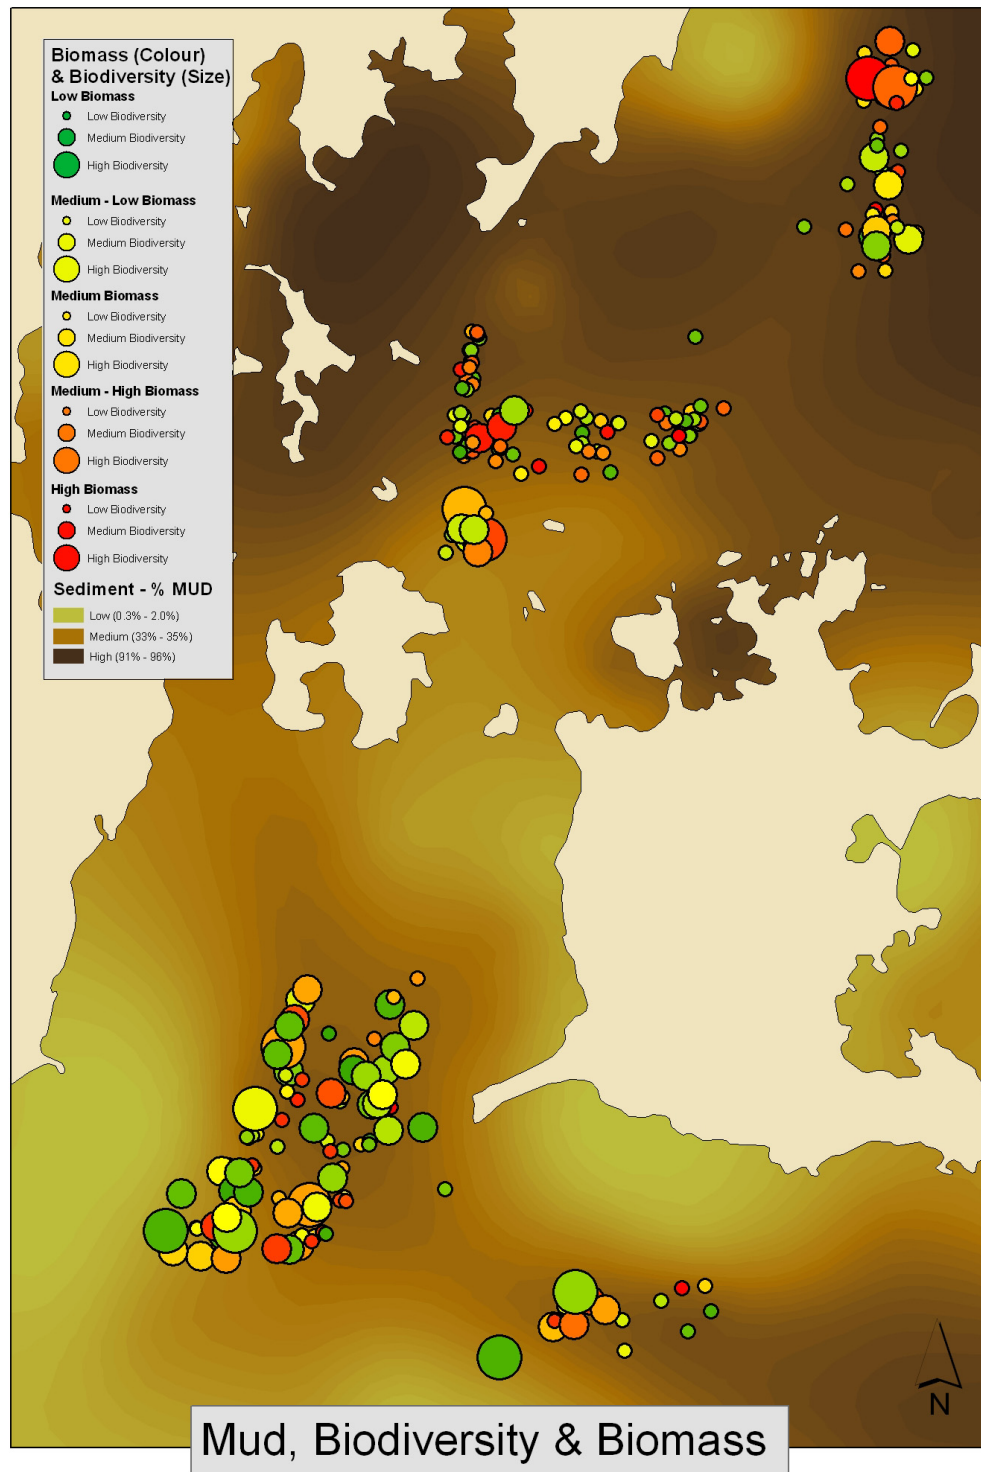 Biomass (Colour)
& Biodiversity (Size)
Low Biomass
Low Biodiversity
Medium Biodiversity
High Biodiversity
Medium - Low Biomass
Low Biodiversity
Medium Biodiversity
High Biodiversity
Medium Biomass
Low Biodiversity
Medium Biodiversity
High Biodiversity
Medium - High Biomass
Low Biodiversity
Medium Biodiversity
High Biodiversity
High Biomass
Low Biodiversity
Medium Biodiversity
High Biodiversity
Sediment - % MUD
Low (0.3% - 2.0%)
Medium (33% - 35%)
High (91% - 96%)
N
Mud, Biodiversity & Biomass